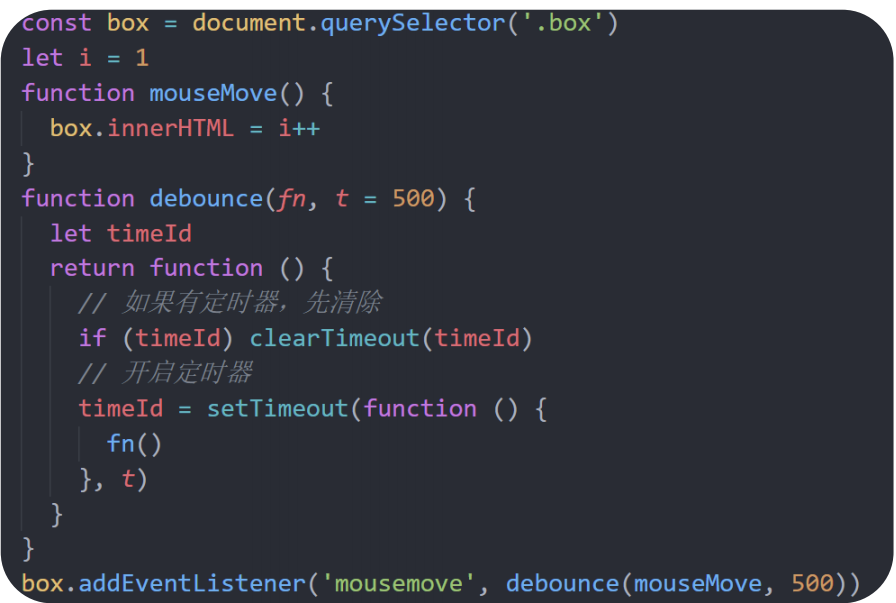 const box = document.querySelector('.box')
let i = 1
function mouseMove() {
  box.innerHTML = i++
}
function debounce(fn, t = 500) {
  let timeId
  return function () {
    // 如果有定时器，先清除
    if (timeId) clearTimeout(timeId)
    // 开启定时器
    timeId = setTimeout(function () {
      fn()
    }, t)
  }
}
box.addEventListener('mousemove', debounce(mouseMove, 500))